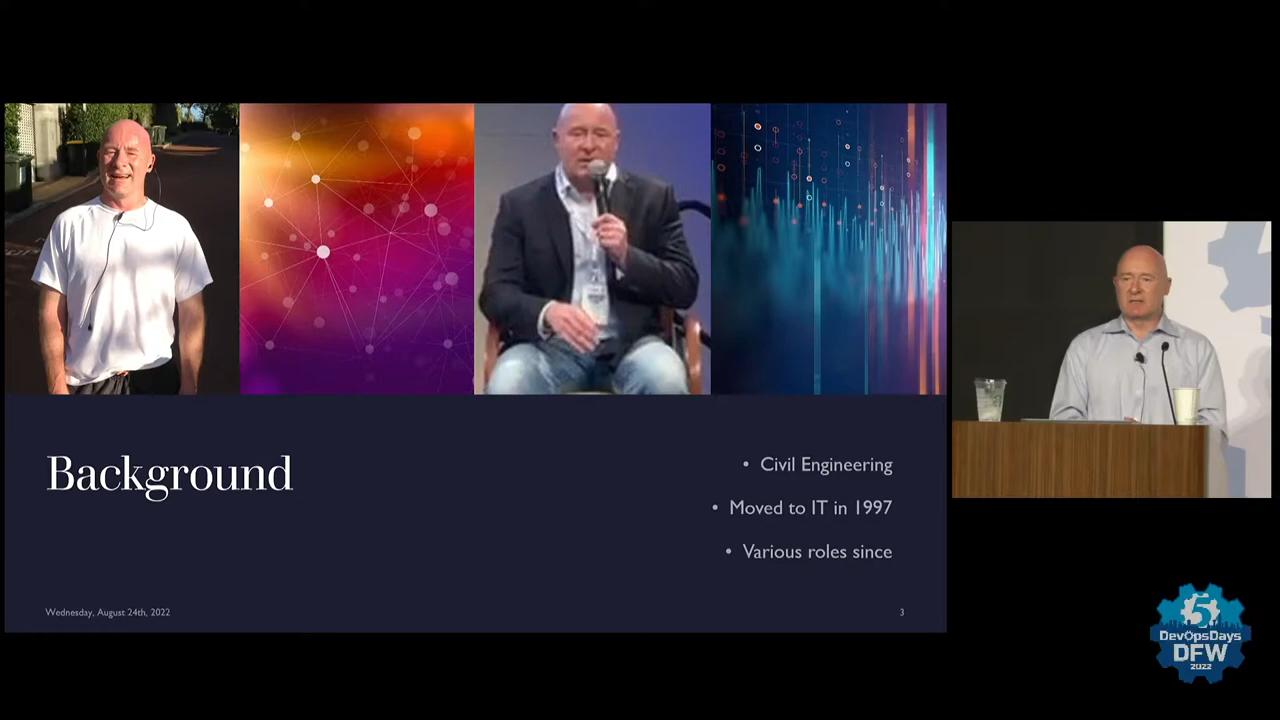 Background
• Civil Engineering
• Moved to IT in 1997
• Various roles since
Wednesday, August 24th, 2022
3
5
DevOpsDays
DFW
2022